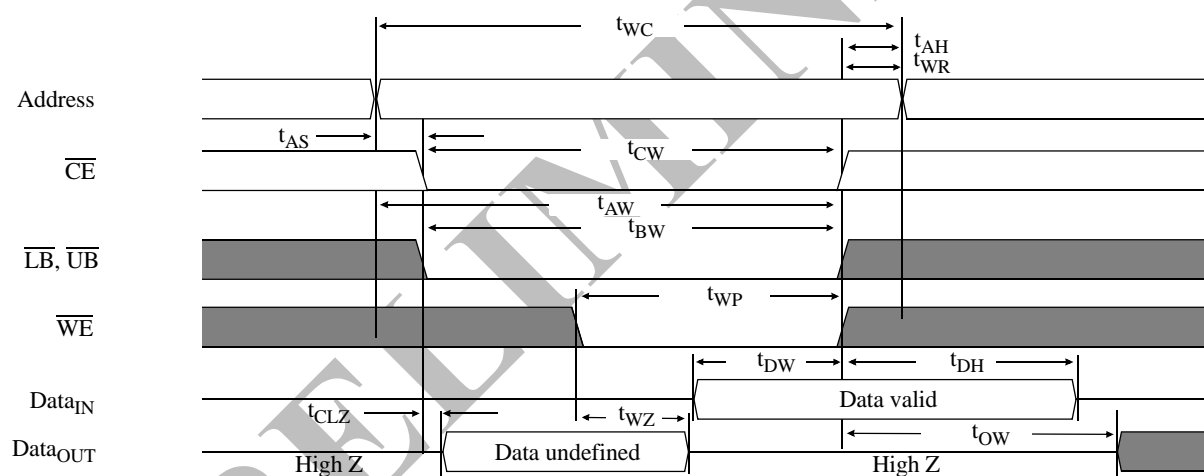 tWC
tAH
tWR
Address
tAS
CE
tCW
tAW
tBW
LB, UB
tWP
WE
tDW
tDH
DataIN
Data valid
tCLZ
tWZ
DataOUT
High Z
Data undefined
High Z
tOW
RELIMIN